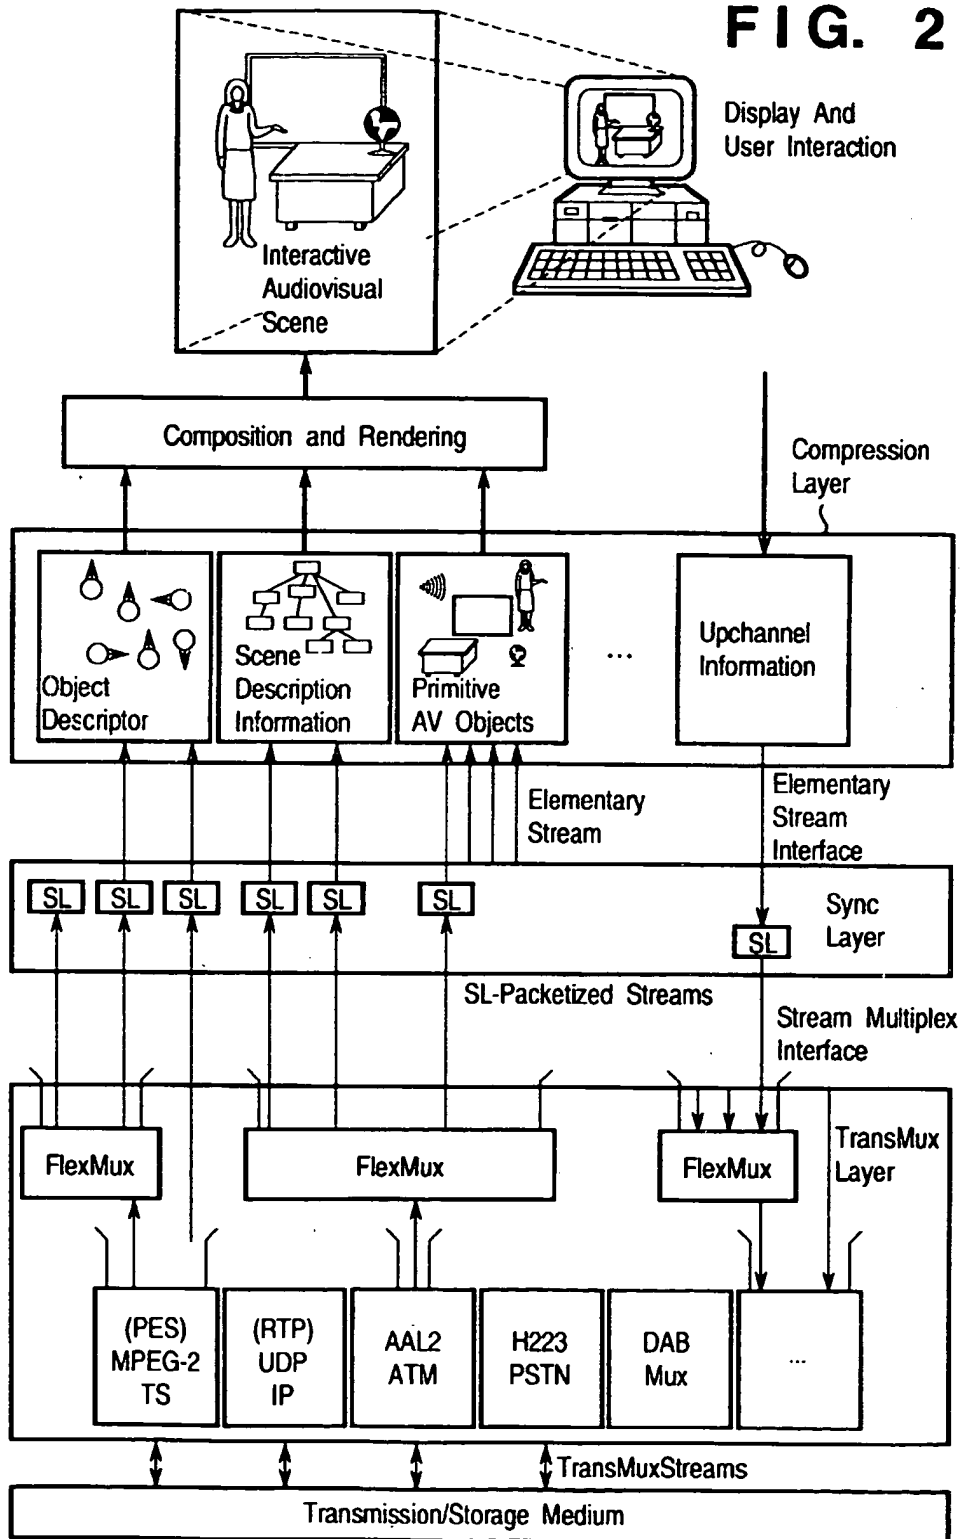 FIG. 2
Display And
User Interaction
Interactive
Audiovisual
Scene
Composition and Rendering
Compression
Layer
Object
Descriptor
Scene
Description
Information
Primitive
AV Objects
...
Upchannel
Information
Elementary
Stream
Elementary
Stream
Interface
SL
SL
SL
SL
SL
SL
SL
Sync
Layer
SL-Packetized Streams
Stream Multiplex
Interface
FlexMux
FlexMux
FlexMux
TransMux
Layer
(PES)
MPEG-2
TS
(RTP)
UDP
IP
AAL2
ATM
H223
PSTN
DAB
Mux
...
TransMuxStreams
Transmission/Storage Medium